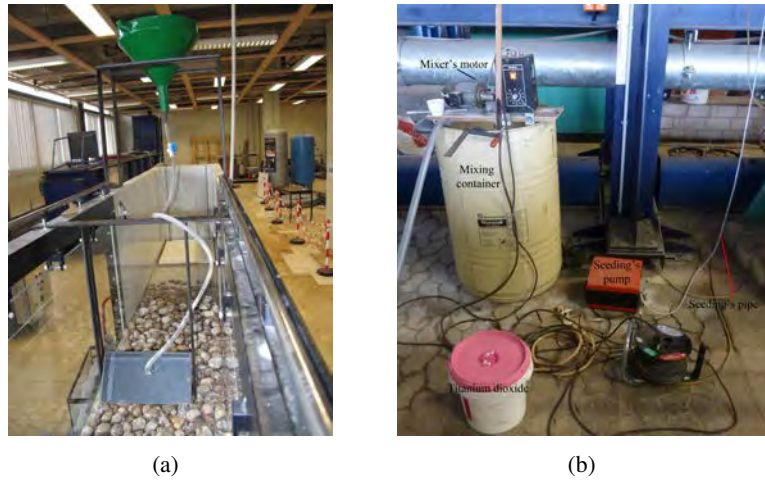 Mixer's motor
Mixing
container
Seeding's
pump
Seeding's pipe
Titanium dioxide
(a)
(b)